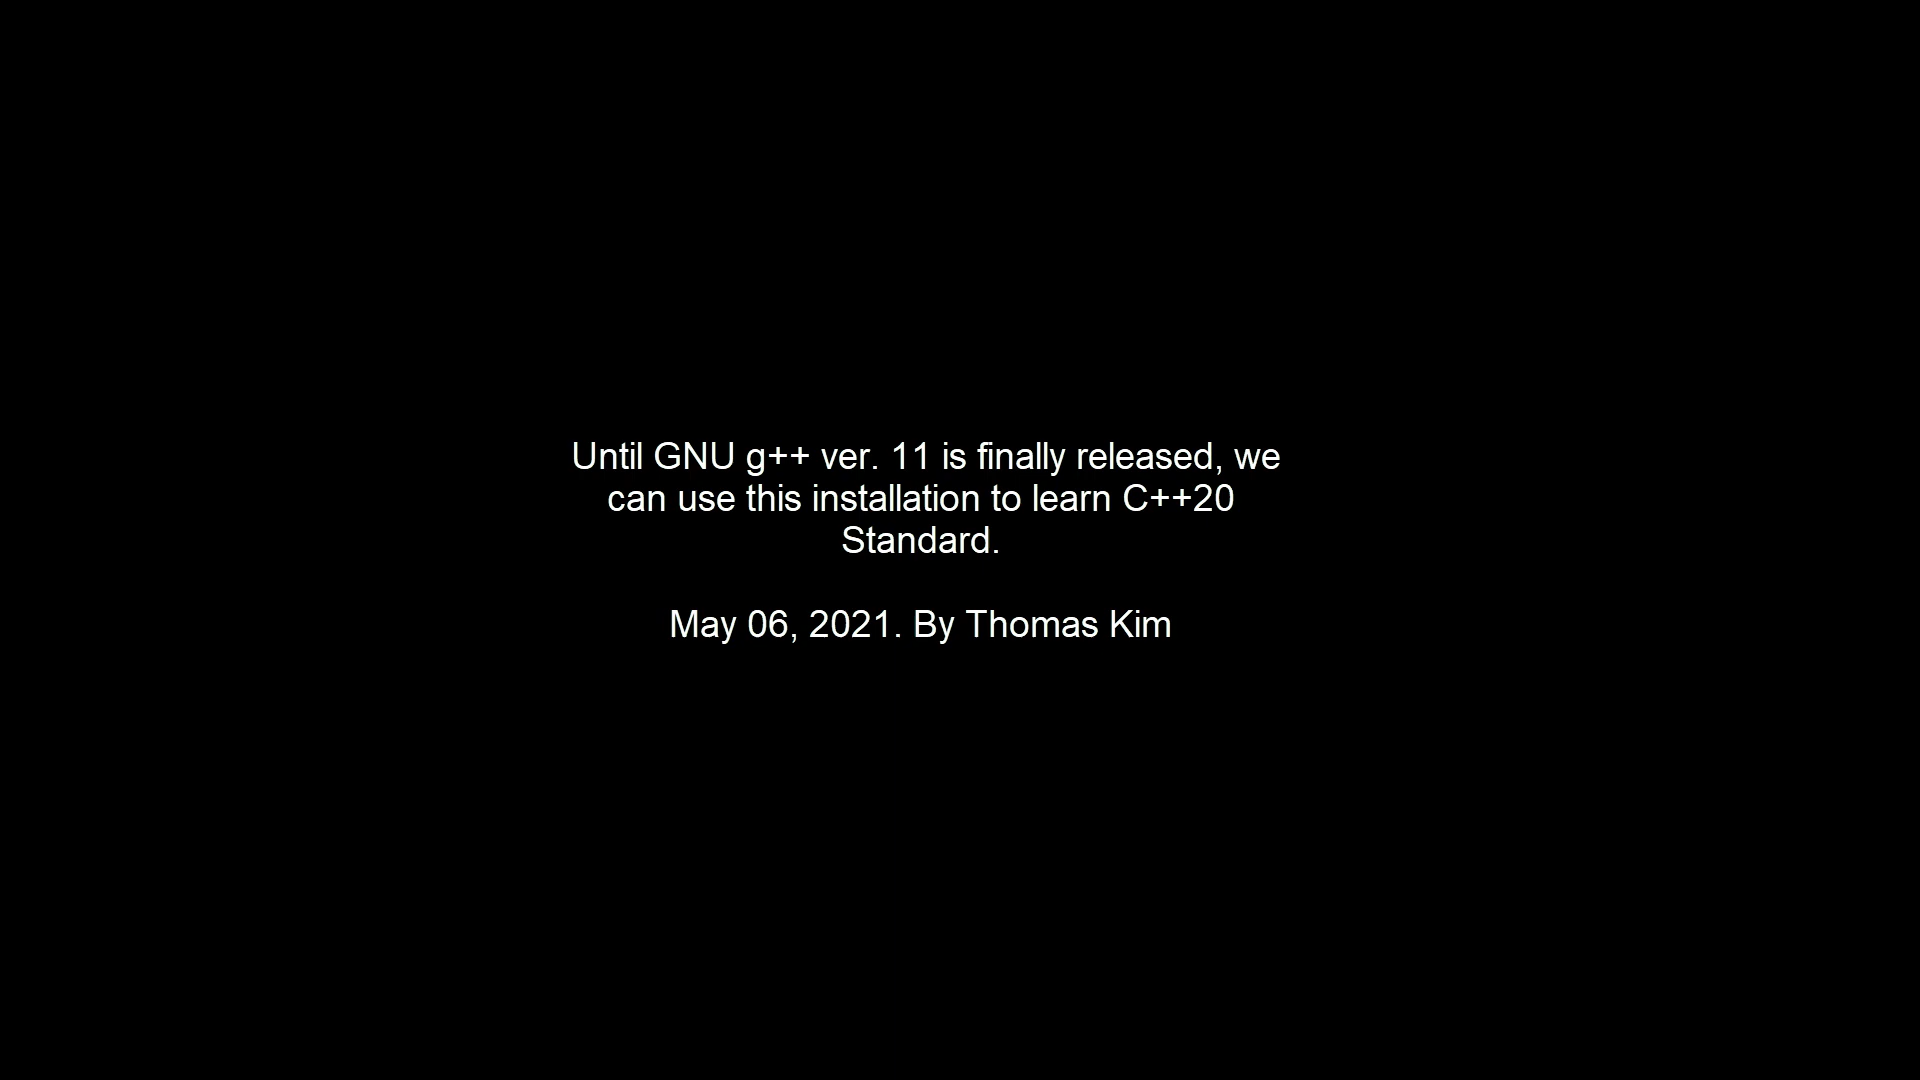 Until GNU g++ ver. 11 is finally released, we
can use this installation to learn C++20
Standard.
May 06, 2021. By Thomas Kim